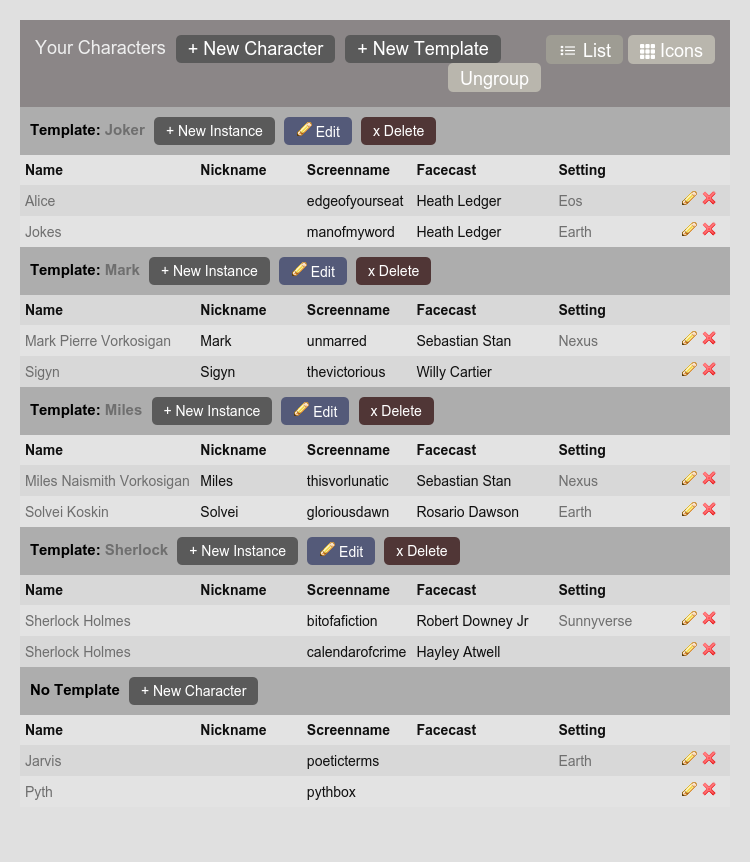 Your Characters + New Character + New Template List Icons
Ungroup
Template: Joker + New Instance Edit x Delete
Name Nickname Screenname Facecast Setting
Alice edgeofyourseat Heath Ledger Eos
Jokes manofmyword Heath Ledger Earth
Template: Mark + New Instance Edit x Delete
Name Nickname Screenname Facecast Setting
Mark Pierre Vorkosigan Mark unmarred Sebastian Stan Nexus
Sigyn Sigyn thevictorious Willy Cartier
Template: Miles + New Instance Edit x Delete
Name Nickname Screenname Facecast Setting
Miles Naismith Vorkosigan Miles thisvorlunatic Sebastian Stan Nexus
Solvei Koskin Solvei gloriousdawn Rosario Dawson Earth
Template: Sherlock + New Instance Edit x Delete
Name Nickname Screenname Facecast Setting
Sherlock Holmes bitofafiction Robert Downey Jr Sunnyverse
Sherlock Holmes calendarofcrime Hayley Atwell
No Template + New Character
Name Nickname Screenname Facecast Setting
Jarvis poeticterms Earth
Pyth pythbox